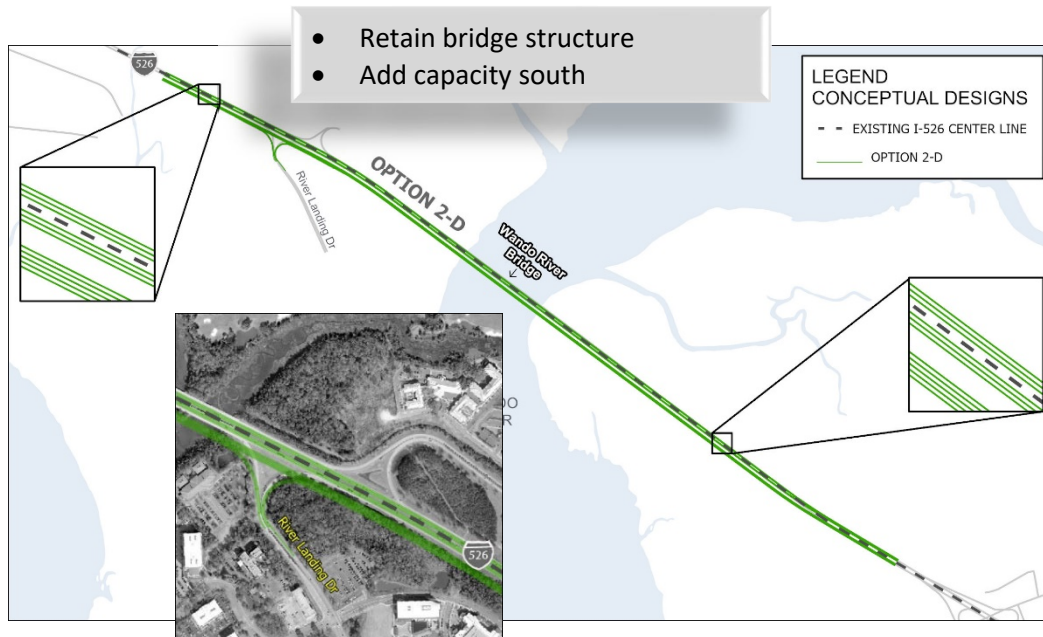 • Retain bridge structure
• Add capacity south
526
LEGEND
CONCEPTUAL DESIGNS
EXISTING I-526 CENTER LINE
OPTION 2-D
OPTION 2-D
River Landing Dr
Wando River
Bridge
River Landing Dr
526